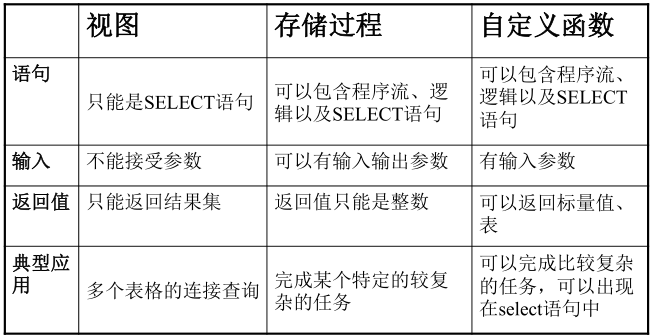 视图
存储过程
自定义函数
语句
只能是SELECT语句
可以包含程序流、逻
辑以及SELECT语句
可以包含程序流、
逻辑以及SELECT
语句
输入
不能接受参数
可以有输入输出参数
有输入参数
返回值
只能返回结果集
返回值只能是整数
可以返回标量值、
表
典型应
用
多个表格的连接查询
完成某个特定的较复
杂的任务
可以完成比较复杂
的任务，可以出现
在select语句中